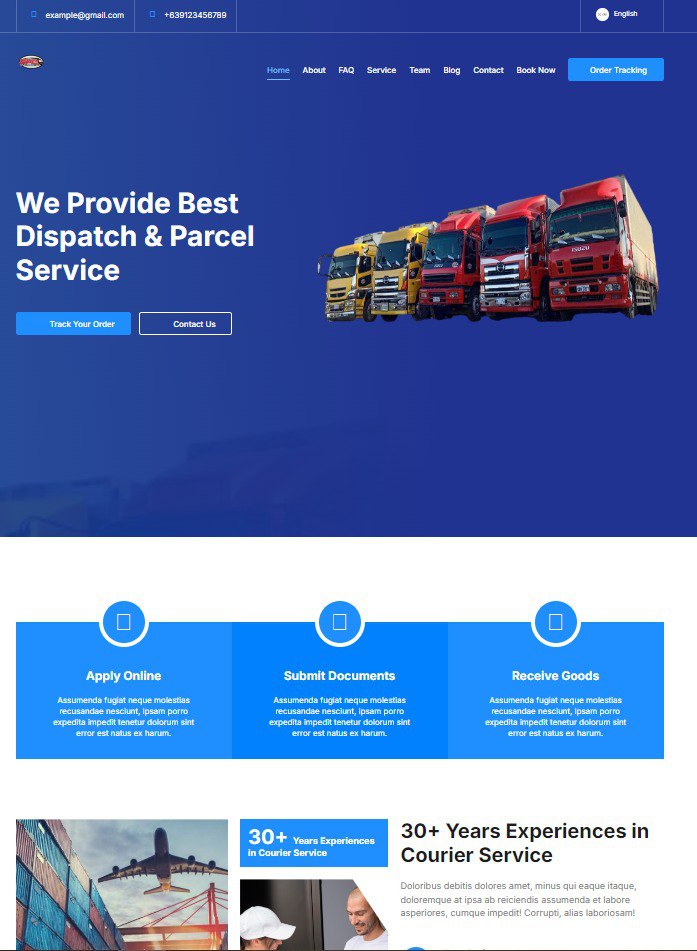 example@gmail.com +639123456789 English
Home About FAQ Service Team Blog Contact Book Now Order Tracking
We Provide Best
Dispatch & Parcel
Service
Track Your Order Contact Us
ISUZU
Apply Online
Assumenda fugiat neque molestias
recusandae nesciunt, ipsam porro
expedita impedit tenetur dolorum sint
error est natus ex harum.
Submit Documents
Assumenda fugiat neque molestias
recusandae nesciunt, ipsam porro
expedita impedit tenetur dolorum sint
error est natus ex harum.
Receive Goods
Assumenda fugiat neque molestias
recusandae nesciunt, ipsam porro
expedita impedit tenetur dolorum sint
error est natus ex harum.
30+ Years Experiences
in Courier Service
30+ Years Experiences in
Courier Service
Doloribus debitis dolores amet, minus qui eaque itaque,
doloremque at ipsa ab reiciendis assumenda et labore
asperiores, cumque impedit! Corrupti, alias laboriosam!